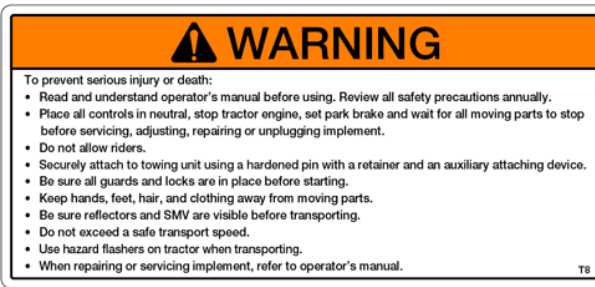 WARNING
To prevent serious injury or death:
• Read and understand operator's manual before using. Review all safety precautions annually.
• Place all controls in neutral, stop tractor engine, set park brake and wait for all moving parts to stop
before servicing, adjusting, repairing or unplugging implement.
• Do not allow riders.
• Securely attach to towing unit using a hardened pin with a retainer and an auxiliary attaching device.
• Be sure all guards and locks are in place before starting.
• Keep hands, feet, hair, and clothing away from moving parts.
• Be sure reflectors and SMV are visible before transporting.
• Do not exceed a safe transport speed.
• Use hazard flashers on tractor when transporting.
• When repairing or servicing implement, refer to operator's manual.
T8